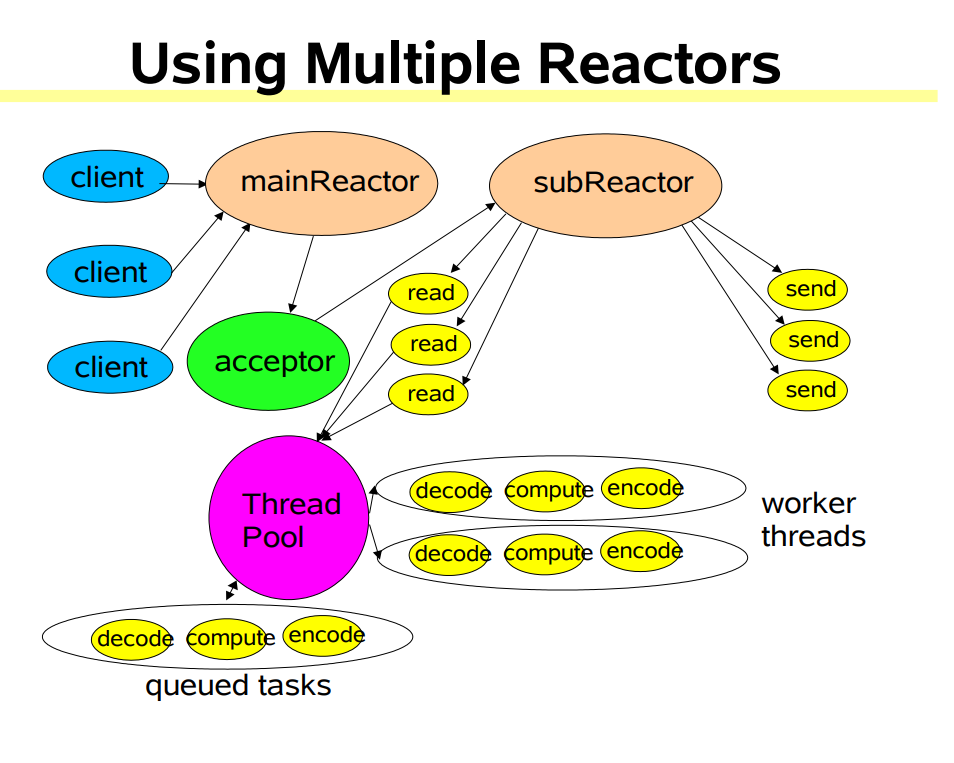 Using Multiple Reactors
client
mainReactor
subReactor
client
client
acceptor
read
read
read
send
send
send
Thread
Pool
decode compute encode
decode compute encode
worker
threads
decode compute encode
queued tasks